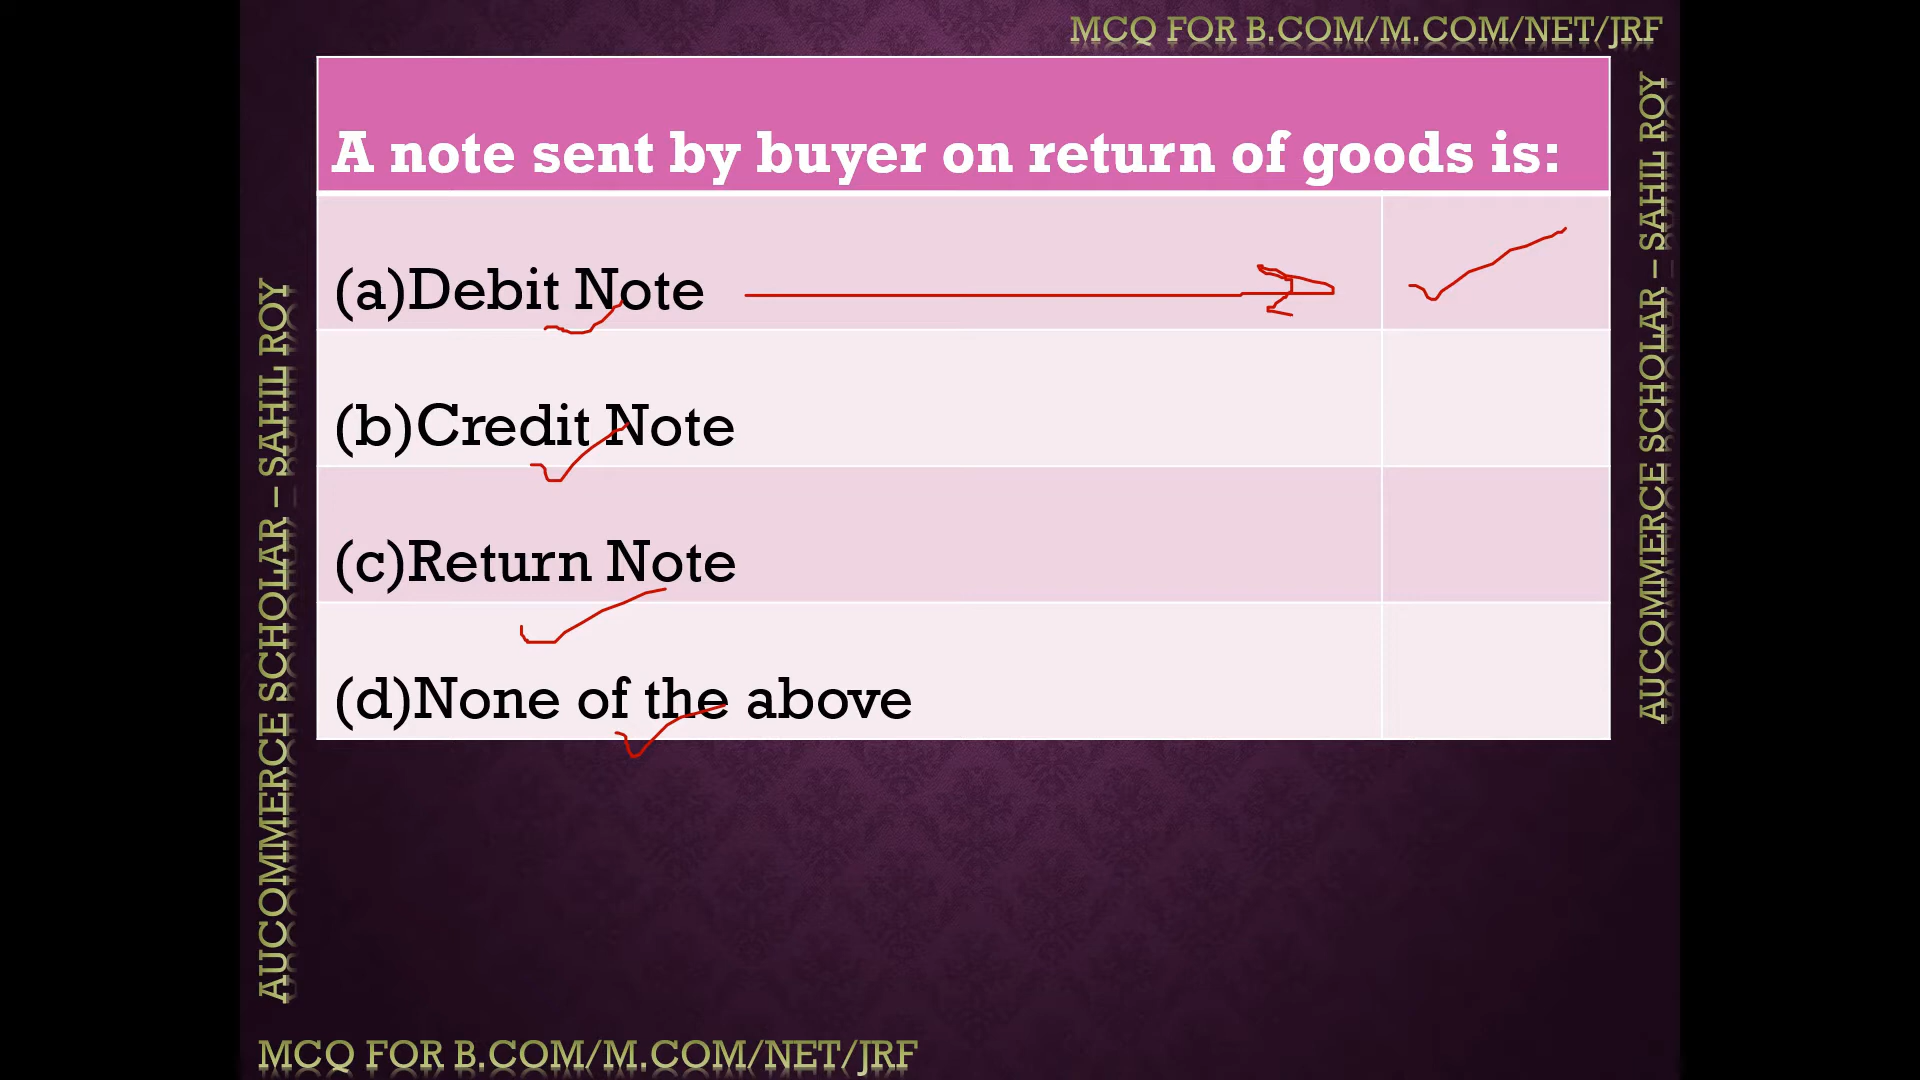 MCQ FOR B.COM/M.COM/NET/JRF
A note sent by buyer on return of goods is:
(a)Debit Note
(b)Credit Note
(c)Return Note
(d)None of the above
AUCOMMERCE SCHOLAR – SAHIL ROY
AUCOMMERCE SCHOLAR – SAHIL ROY
MCQ FOR B.COM/M.COM/NET/JRF